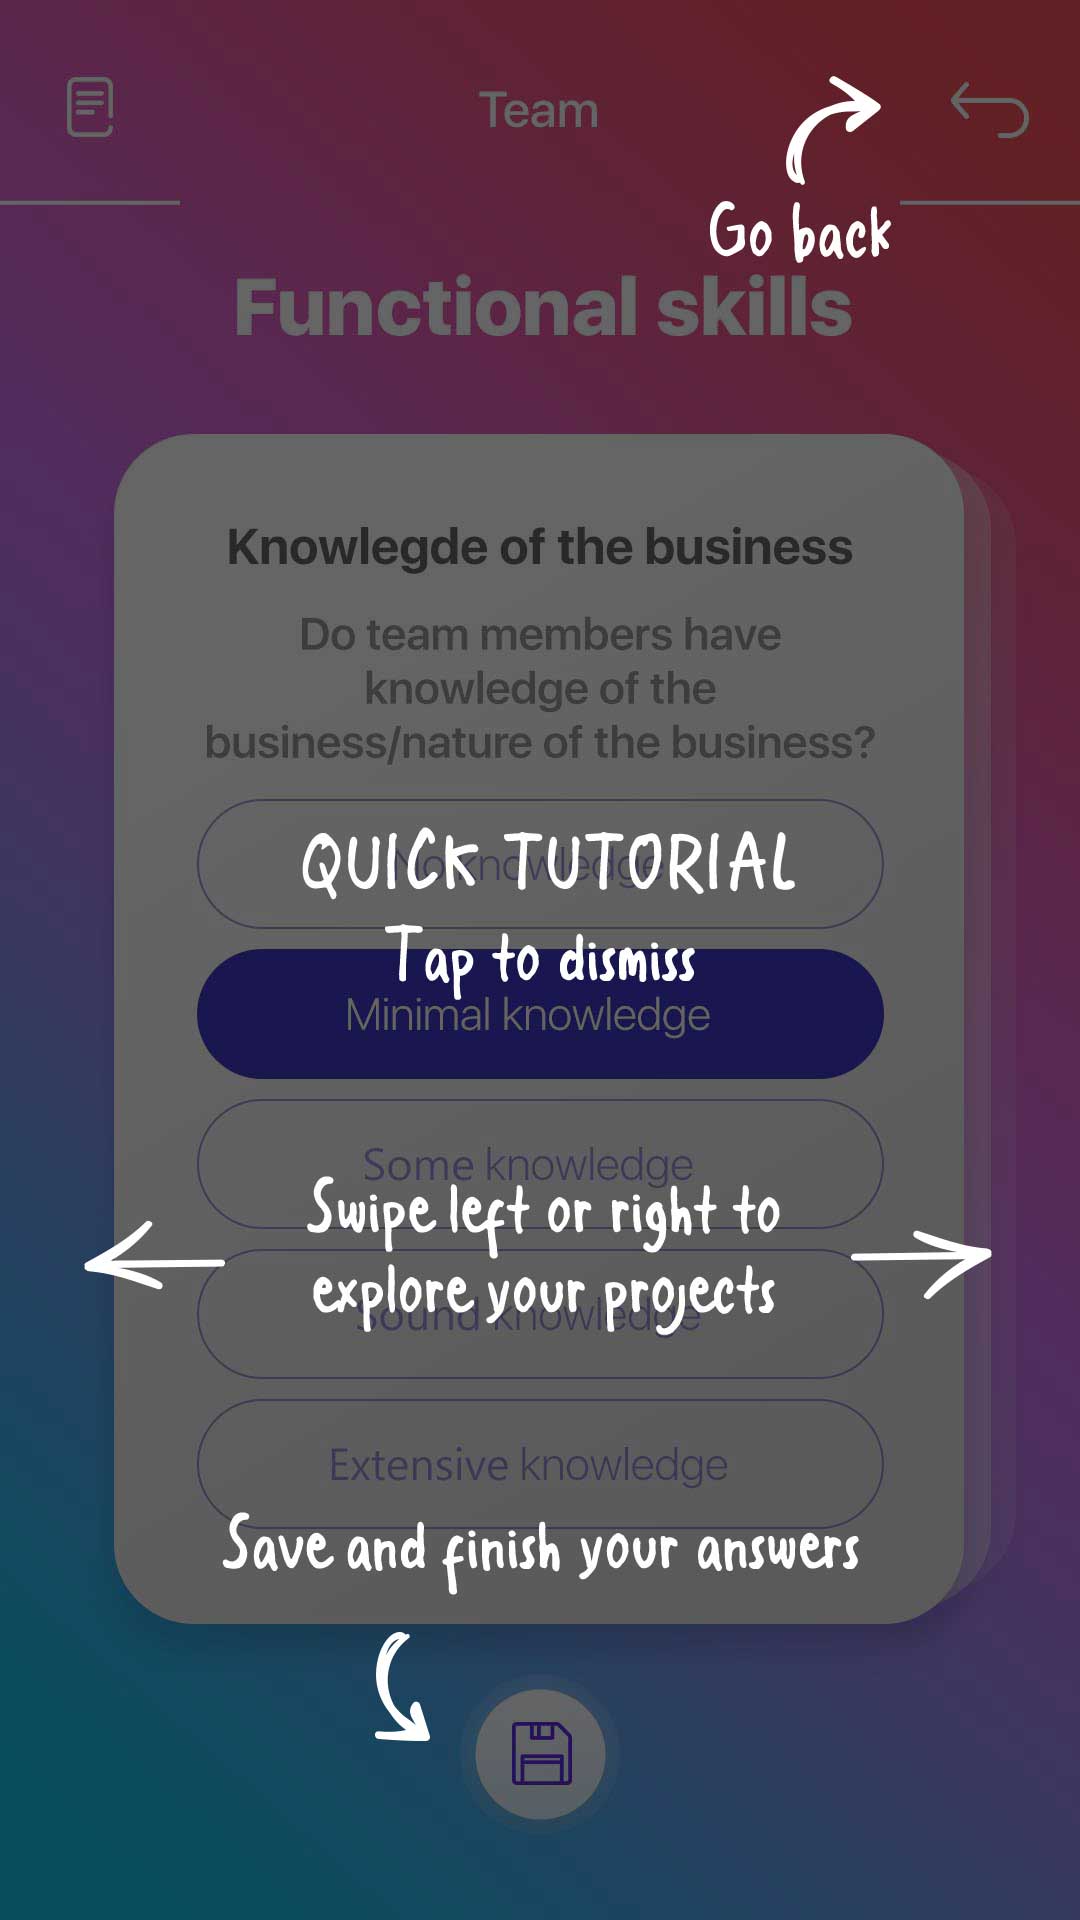 Team
Go back
Functional skills
Knowlegde of the business
Do team members have
knowledge of the
business/nature of the business?
No knowledge
QUICK TUTORIAL
Tap to dismiss
Minimal knowledge
Some knowledge
Swipe left or right to
explore your projects
Sound knowledge
Extensive knowledge
Save and finish your answers